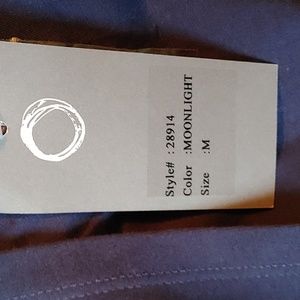 Style# : 28914
Color :MOONLIGHT
Size :M